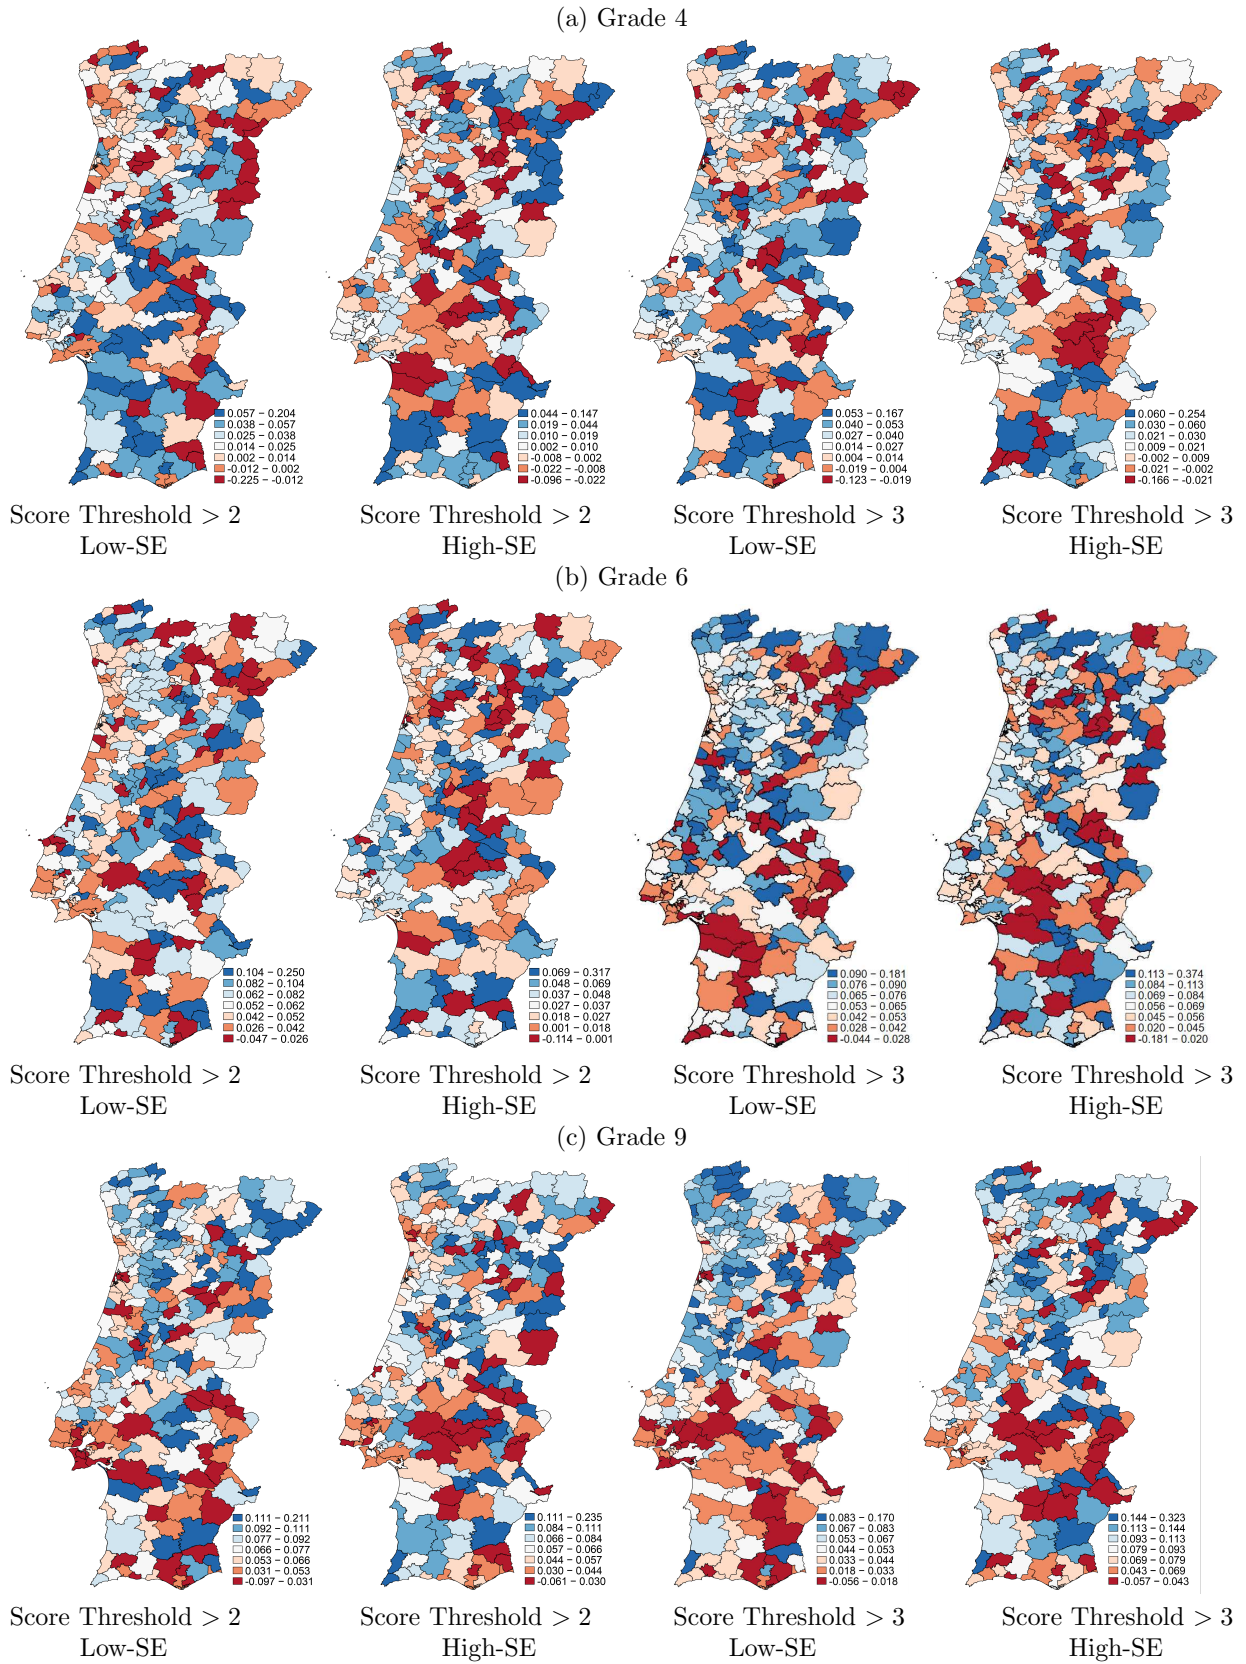 (a) Grade 4
0.057 − 0.204
0.038 − 0.057
0.025 − 0.038
0.014 − 0.025
0.002 − 0.014
-0.012 − 0.002
-0.225 − -0.012
0.044 − 0.147
0.019 − 0.044
0.010 − 0.019
0.002 − 0.010
-0.008 − 0.002
-0.022 − -0.008
-0.096 − -0.022
0.053 − 0.167
0.040 − 0.053
0.027 − 0.040
0.014 − 0.027
0.004 − 0.014
-0.019 − 0.004
-0.123 − -0.019
0.060 − 0.254
0.030 − 0.060
0.021 − 0.030
0.009 − 0.021
-0.002 − 0.009
-0.021 − -0.002
-0.166 − -0.021
Score Threshold > 2
Low-SE
Score Threshold > 2
High-SE
Score Threshold > 3
Low-SE
Score Threshold > 3
High-SE
(b) Grade 6
0.104 − 0.250
0.082 − 0.104
0.062 − 0.082
0.052 − 0.062
0.042 − 0.052
0.026 − 0.042
-0.047 − 0.026
0.069 − 0.317
0.048 − 0.069
0.037 − 0.048
0.027 − 0.037
0.018 − 0.027
0.001 − 0.018
-0.114 − 0.001
0.090 − 0.181
0.076 − 0.090
0.065 − 0.076
0.053 − 0.065
0.042 − 0.053
0.028 − 0.042
-0.044 − 0.028
0.113 − 0.374
0.084 − 0.113
0.069 − 0.084
0.056 − 0.069
0.045 − 0.056
0.020 − 0.045
-0.181 − 0.020
Score Threshold > 2
Low-SE
Score Threshold > 2
High-SE
Score Threshold > 3
Low-SE
Score Threshold > 3
High-SE
(c) Grade 9
0.111 − 0.211
0.092 − 0.111
0.077 − 0.092
0.066 − 0.077
0.053 − 0.066
0.031 − 0.053
-0.097 − 0.031
0.111 − 0.235
0.084 − 0.111
0.066 − 0.084
0.057 − 0.066
0.044 − 0.057
0.030 − 0.044
-0.061 − 0.030
0.083 − 0.170
0.067 − 0.083
0.053 − 0.067
0.044 − 0.053
0.033 − 0.044
0.018 − 0.033
-0.056 − 0.018
0.144 − 0.323
0.113 − 0.144
0.093 − 0.113
0.079 − 0.093
0.069 − 0.079
0.043 − 0.069
-0.057 − 0.043
Score Threshold > 2
Low-SE
Score Threshold > 2
High-SE
Score Threshold > 3
Low-SE
Score Threshold > 3
High-SE